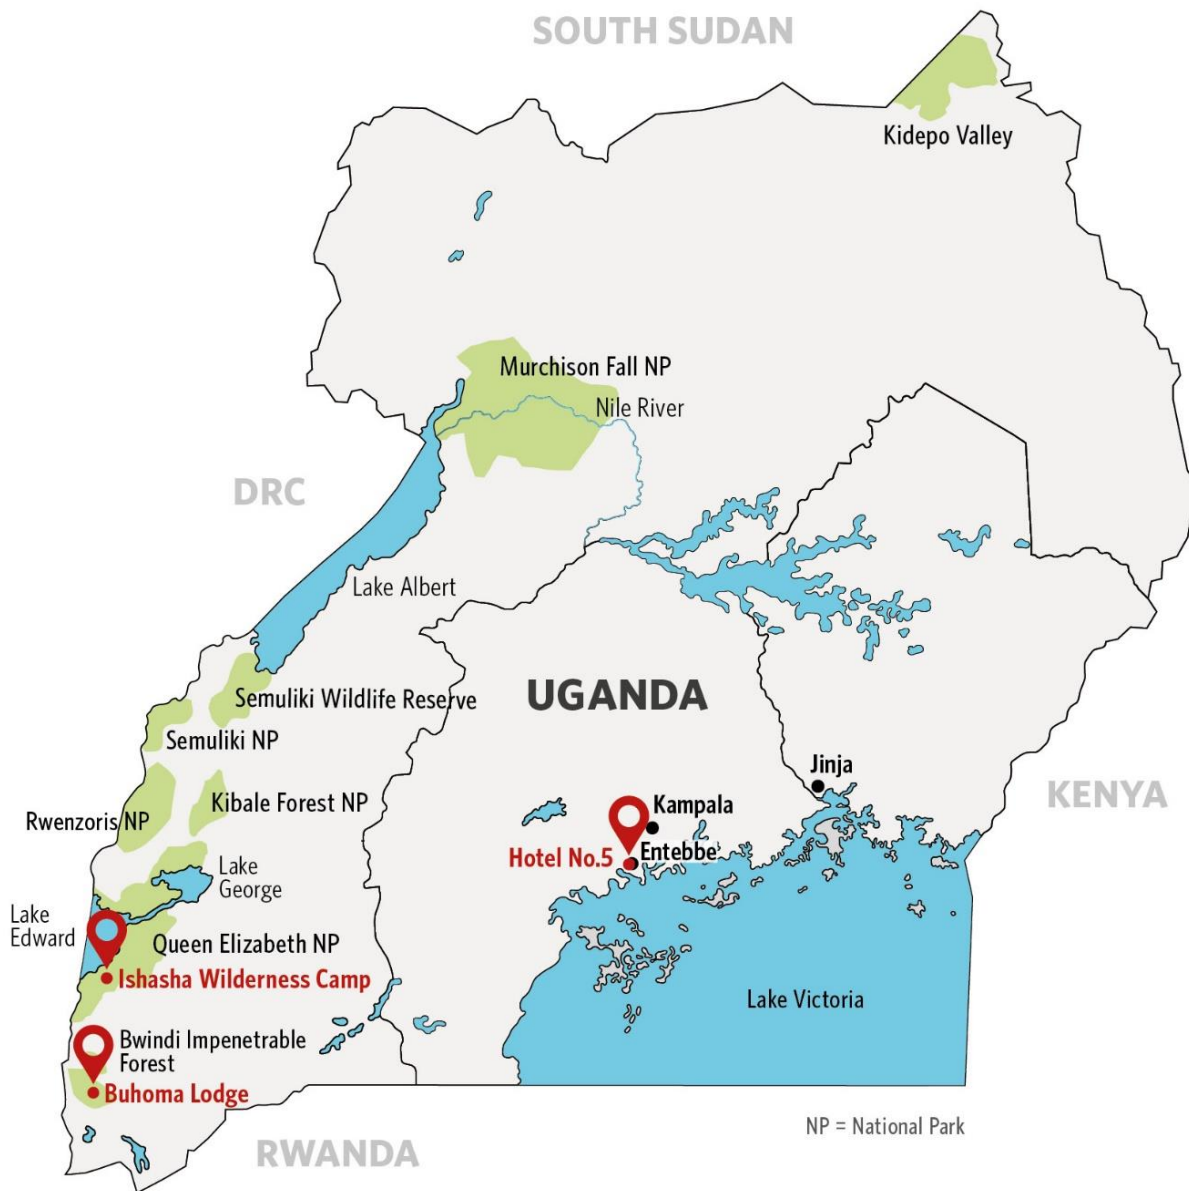 SOUTH SUDAN
Kidepo Valley
Murchison Fall NP
Nile River
DRC
Lake Albert
Semuliki Wildlife Reserve
UGANDA
Semuliki NP
Jinja
KENYA
Kibale Forest NP
Rwenzoris NP
Kampala
Hotel No.5
Entebbe
Lake
George
Lake
Edward
Queen Elizabeth NP
Ishasha Wilderness Camp
Lake Victoria
Bwindi Impenetrable
Forest
Buhoma Lodge
NP = National Park
RWANDA